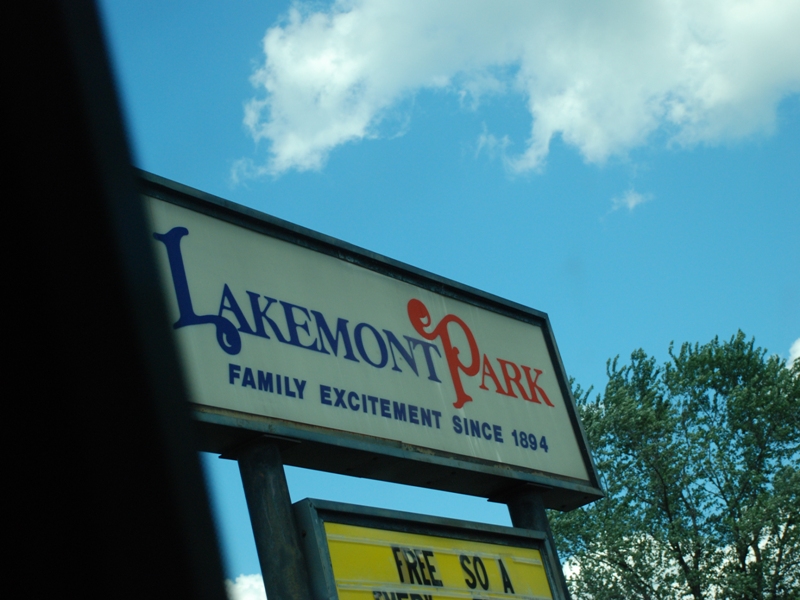 LAKEMONT PARK
FAMILY EXCITEMENT SINCE 1894
FREE SO A